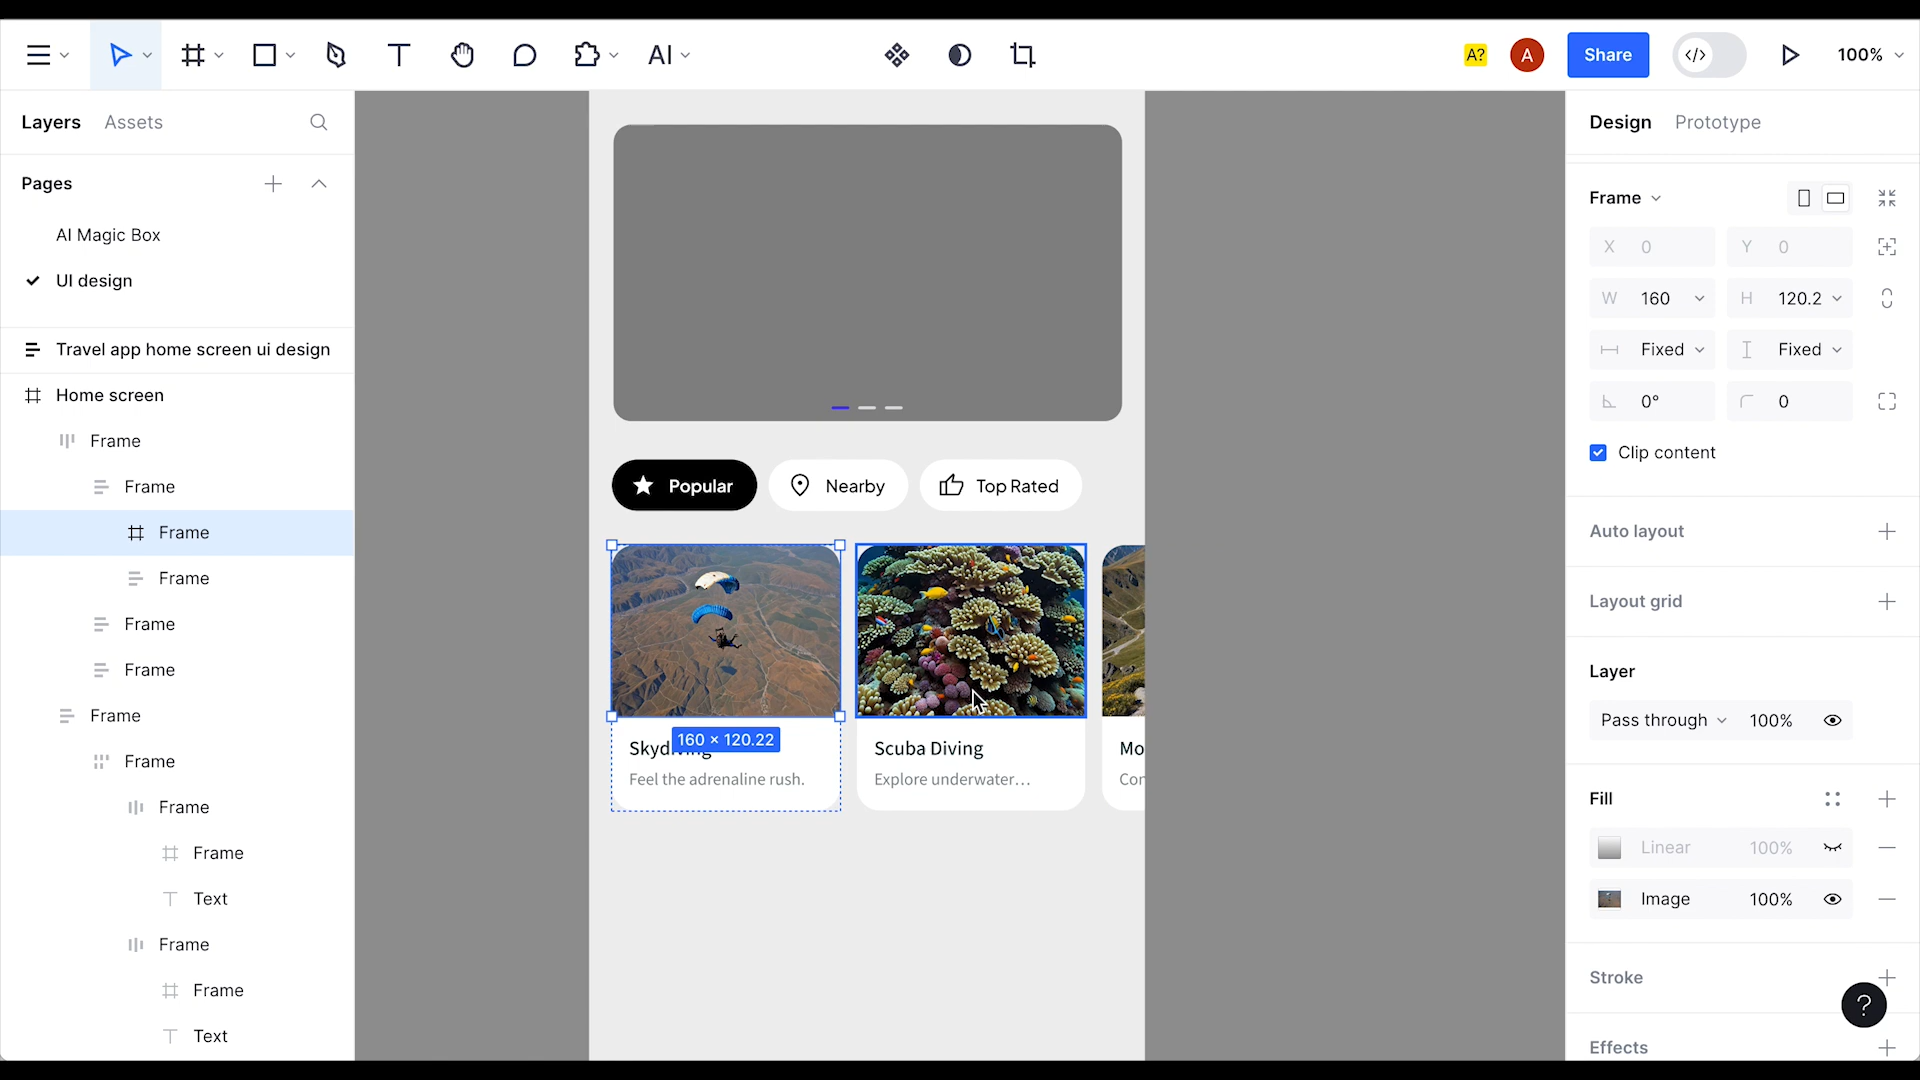 AI
A?
A
Share
</>
100%
Layers
Assets
Design
Prototype
Pages
AI Magic Box
UI design
Travel app home screen ui design
Home screen
Frame
Frame
Frame
Frame
Frame
Frame
Frame
Frame
Frame
Frame
Text
Frame
Frame
Text
Popular
Nearby
Top Rated
160 × 120.22
Skydiving
Feel the adrenaline rush.
Scuba Diving
Explore underwater…
Mo
Con
Frame
X 0
Y 0
W 160
H 120.2
Fixed
Fixed
0°
0
Clip content
Auto layout
Layout grid
Layer
Pass through
100%
Fill
Linear
100%
Image
100%
Stroke
?
Effects